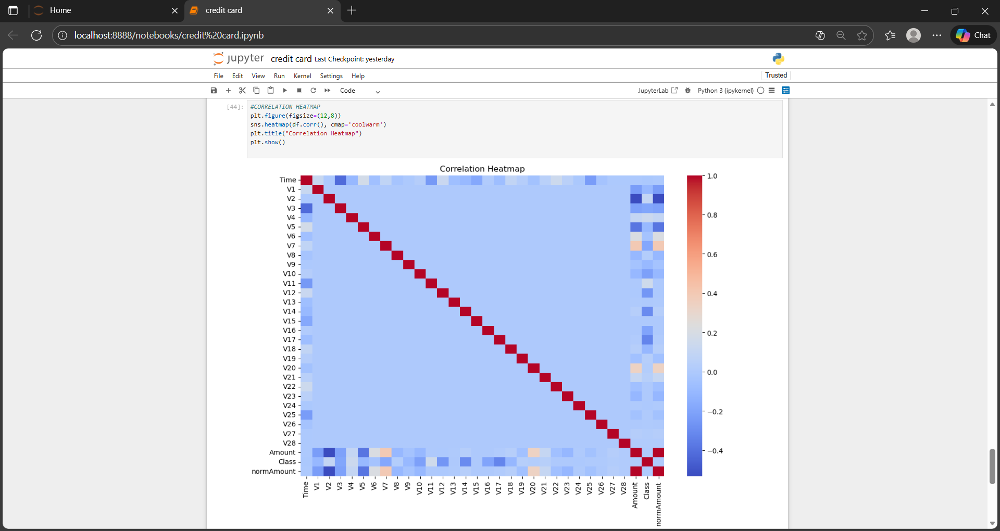 Home
credit card
localhost:8888/notebooks/credit%20card.ipynb
Chat
jupyter credit card Last Checkpoint: yesterday
File Edit View Run Kernel Settings Help
Trusted
Code
JupyterLab Python 3 (ipykernel)
[44]: #CORRELATION HEATMAP
plt.figure(figsize=(12,8))
sns.heatmap(df.corr(), cmap='coolwarm')
plt.title("Correlation Heatmap")
plt.show()
Correlation Heatmap
Time
V1
V2
V3
V4
V5
V6
V7
V8
V9
V10
V11
V12
V13
V14
V15
V16
V17
V18
V19
V20
V21
V22
V23
V24
V25
V26
V27
V28
Amount
Class
normAmount
Time V1 V2 V3 V4 V5 V6 V7 V8 V9 V10 V11 V12 V13 V14 V15 V16 V17 V18 V19 V20 V21 V22 V23 V24 V25 V26 V27 V28 Amount Class normAmount
1.0
0.8
0.6
0.4
0.2
0.0
−0.2
−0.4